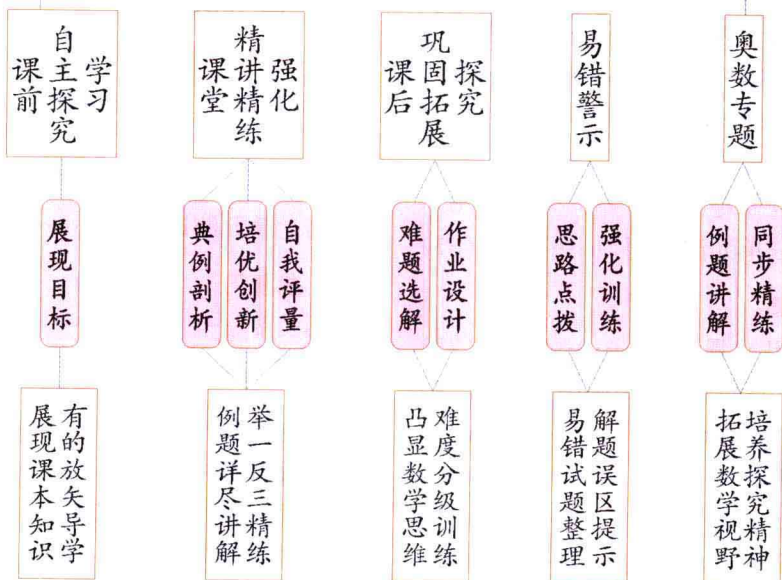 课前
自主探究
学习
课堂
精讲精练
强化
课后
巩固拓展
探究
易错警示
奥数专题
展现目标
典例剖析
培优创新
自我评量
难题选解
作业设计
思路点拨
强化训练
例题讲解
同步精练
展现课本知识
有的放矢导学
例题详尽讲解
举一反三精练
凸显数学思维
难度分级训练
易错试题整理
解题误区提示
拓展数学视野
培养探究精神